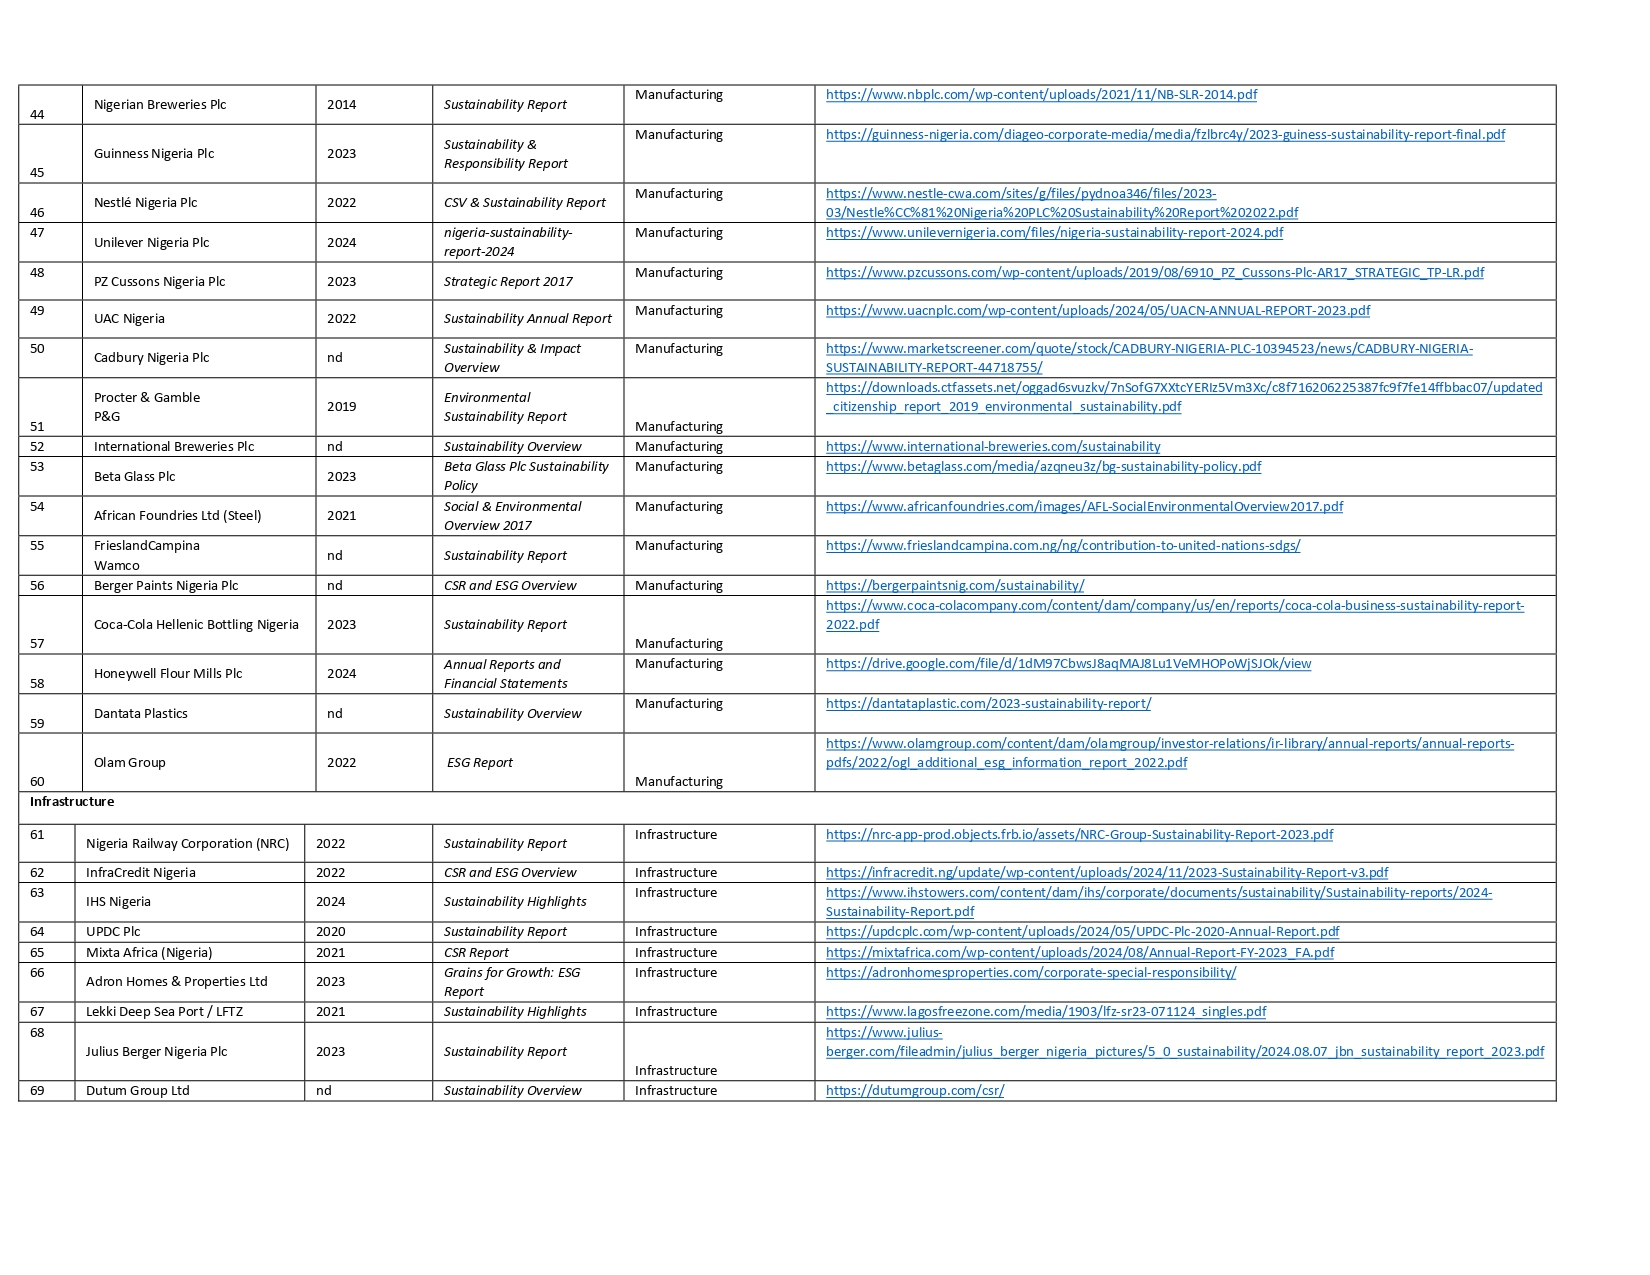 44 Nigerian Breweries Plc 2014 Sustainability Report Manufacturing https://www.nbplc.com/wp-content/uploads/2021/11/NB-SLR-2014.pdf
45 Guinness Nigeria Plc 2023 Sustainability &
Responsibility Report Manufacturing https://guinness-nigeria.com/diageo-corporate-media/media/fzlbrc4y/2023-guiness-sustainability-report-final.pdf
46 Nestlé Nigeria Plc 2022 CSV & Sustainability Report Manufacturing https://www.nestle-cwa.com/sites/g/files/pydnoa346/files/2023-
03/Nestle%CC%81%20Nigeria%20PLC%20Sustainability%20Report%202022.pdf
47 Unilever Nigeria Plc 2024 nigeria-sustainability-
report-2024 Manufacturing https://www.unilevernigeria.com/files/nigeria-sustainability-report-2024.pdf
48 PZ Cussons Nigeria Plc 2023 Strategic Report 2017 Manufacturing https://www.pzcussons.com/wp-content/uploads/2019/08/6910_PZ_Cussons-Plc-AR17_STRATEGIC_TP-LR.pdf
49 UAC Nigeria 2022 Sustainability Annual Report Manufacturing https://www.uacnplc.com/wp-content/uploads/2024/05/UACN-ANNUAL-REPORT-2023.pdf
50 Cadbury Nigeria Plc nd Sustainability & Impact
Overview Manufacturing https://www.marketscreener.com/quote/stock/CADBURY-NIGERIA-PLC-10394523/news/CADBURY-NIGERIA-
SUSTAINABILITY-REPORT-44718755/
51 Procter & Gamble
P&G 2019 Environmental
Sustainability Report Manufacturing https://downloads.ctfassets.net/oggad6svuzkv/7nSofG7XXtcYERIz5Vm3Xc/c8f716206225387fc9f7fe14ffbbac07/updated
_citizenship_report_2019_environmental_sustainability.pdf
52 International Breweries Plc nd Sustainability Overview Manufacturing https://www.international-breweries.com/sustainability
53 Beta Glass Plc 2023 Beta Glass Plc Sustainability
Policy Manufacturing https://www.betaglass.com/media/azqneu3z/bg-sustainability-policy.pdf
54 African Foundries Ltd (Steel) 2021 Social & Environmental
Overview 2017 Manufacturing https://www.africanfoundries.com/images/AFL-SocialEnvironmentalOverview2017.pdf
55 FrieslandCampina
Wamco nd Sustainability Report Manufacturing https://www.frieslandcampina.com.ng/ng/contribution-to-united-nations-sdgs/
56 Berger Paints Nigeria Plc nd CSR and ESG Overview Manufacturing https://bergerpaintsnig.com/sustainability/
57 Coca-Cola Hellenic Bottling Nigeria 2023 Sustainability Report Manufacturing https://www.coca-colacompany.com/content/dam/company/us/en/reports/coca-cola-business-sustainability-report-
2022.pdf
58 Honeywell Flour Mills Plc 2024 Annual Reports and
Financial Statements Manufacturing https://drive.google.com/file/d/1dM97CbwsJ8aqMAJ8Lu1VeMHOPoWjSJOk/view
59 Dantata Plastics nd Sustainability Overview Manufacturing https://dantataplastic.com/2023-sustainability-report/
60 Olam Group 2022 ESG Report Manufacturing https://www.olamgroup.com/content/dam/olamgroup/investor-relations/ir-library/annual-reports/annual-reports-
pdfs/2022/ogl_additional_esg_information_report_2022.pdf
Infrastructure
61 Nigeria Railway Corporation (NRC) 2022 Sustainability Report Infrastructure https://nrc-app-prod.objects.frb.io/assets/NRC-Group-Sustainability-Report-2023.pdf
62 InfraCredit Nigeria 2022 CSR and ESG Overview Infrastructure https://infracredit.ng/update/wp-content/uploads/2024/11/2023-Sustainability-Report-v3.pdf
63 IHS Nigeria 2024 Sustainability Highlights Infrastructure https://www.ihstowers.com/content/dam/ihs/corporate/documents/sustainability/Sustainability-reports/2024-
Sustainability-Report.pdf
64 UPDC Plc 2020 Sustainability Report Infrastructure https://updcplc.com/wp-content/uploads/2024/05/UPDC-Plc-2020-Annual-Report.pdf
65 Mixta Africa (Nigeria) 2021 CSR Report Infrastructure https://mixtafrica.com/wp-content/uploads/2024/08/Annual-Report-FY-2023_FA.pdf
66 Adron Homes & Properties Ltd 2023 Grains for Growth: ESG
Report Infrastructure https://adronhomesproperties.com/corporate-special-responsibility/
67 Lekki Deep Sea Port / LFTZ 2021 Sustainability Highlights Infrastructure https://www.lagosfreezone.com/media/1903/lfz-sr23-071124_singles.pdf
68 Julius Berger Nigeria Plc 2023 Sustainability Report Infrastructure https://www.julius-
berger.com/fileadmin/julius_berger_nigeria_pictures/5_0_sustainability/2024.08.07_jbn_sustainability_report_2023.pdf
69 Dutum Group Ltd nd Sustainability Overview Infrastructure https://dutumgroup.com/csr/